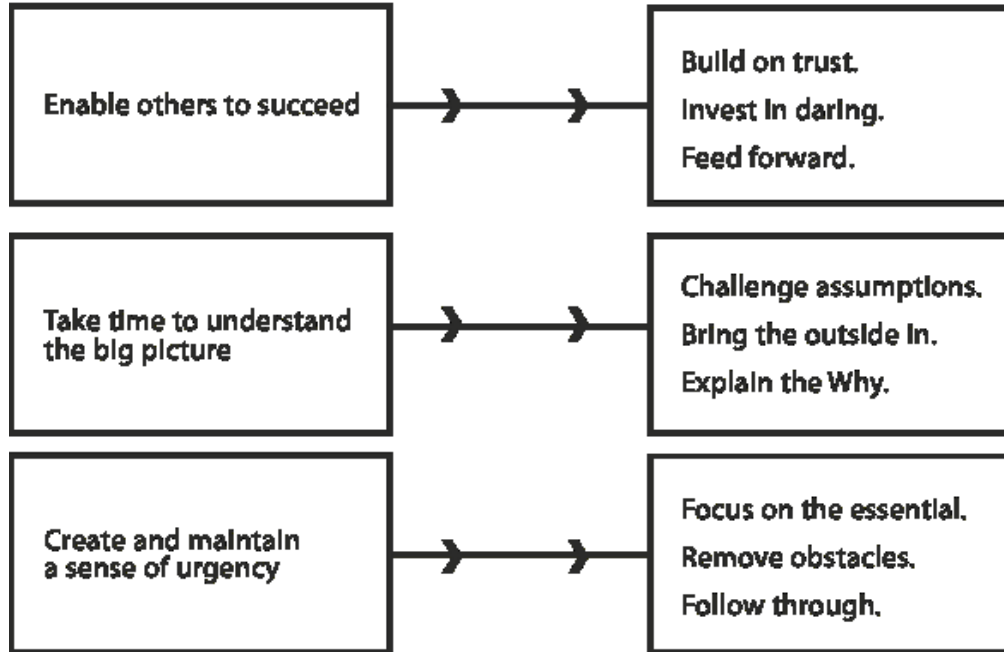 Enable others to succeed
Build on trust.
Invest in daring.
Feed forward.
Take time to understand
the big picture
Challenge assumptions.
Bring the outside in.
Explain the Why.
Create and maintain
a sense of urgency
Focus on the essential.
Remove obstacles.
Follow through.